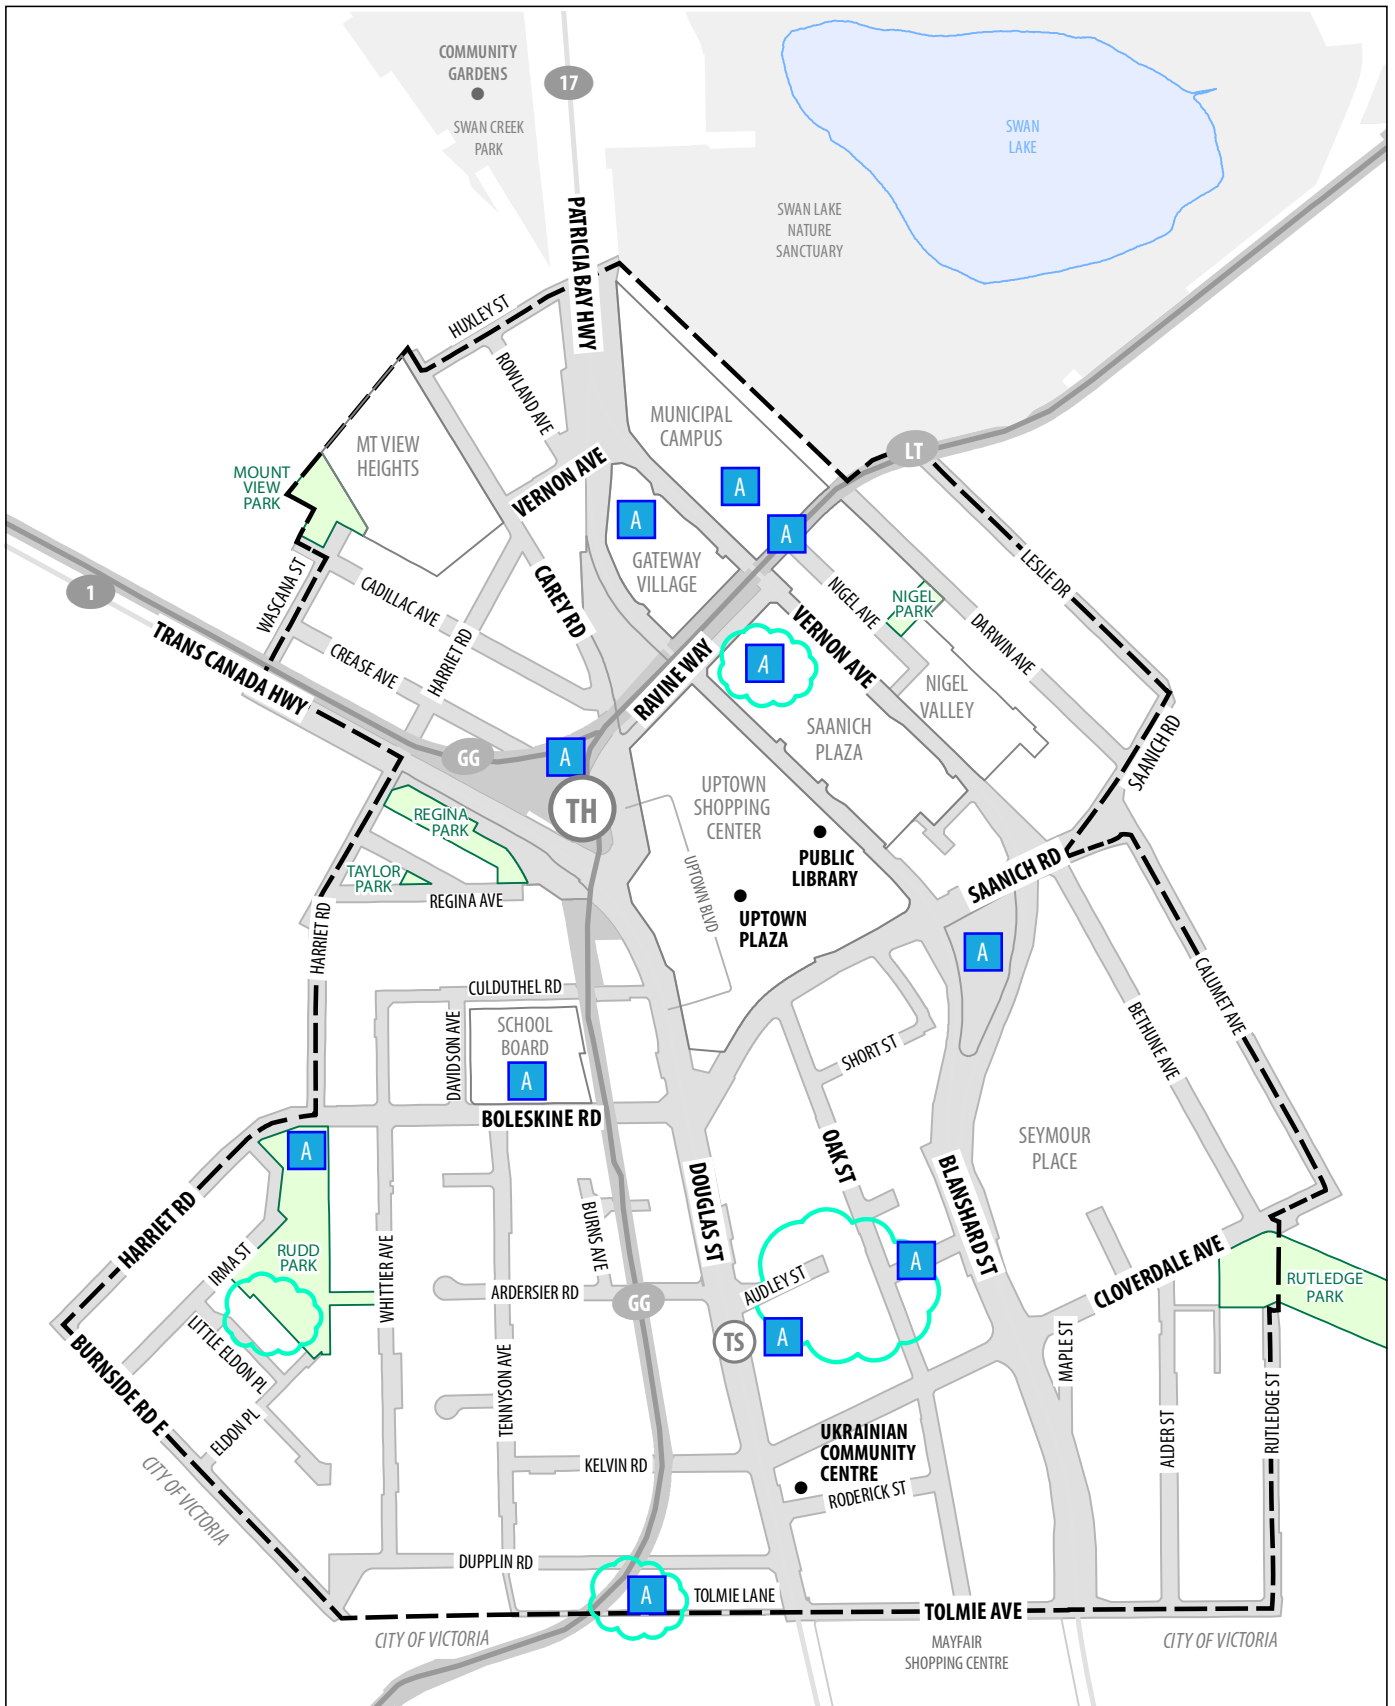 COMMUNITY
GARDENS
17
SWAN CREEK
PARK
SWAN
LAKE
SWAN LAKE
NATURE
SANCTUARY
PATRICIA BAY HWY
HUXLEY ST
ROWLAND AVE
MUNICIPAL
CAMPUS
MT VIEW
HEIGHTS
LT
MOUNT
VIEW
PARK
VERNON AVE
A
A
A
GATEWAY
VILLAGE
LESLIE DR
1
WASCANA ST
CADILLAC AVE
CAREY RD
NIGEL AVE
NIGEL
PARK
VERNON AVE
DARWIN AVE
TRANS CANADA HWY
CREASE AVE
HARRIET RD
RAVINE WAY
A
NIGEL
VALLEY
SAANICH
PLAZA
SAANICH RD
GG
A
TH
UPTOWN
SHOPPING
CENTER
REGINA
PARK
PUBLIC
LIBRARY
TAYLOR
PARK
REGINA AVE
UPTOWN BLVD
SAANICH RD
UPTOWN
PLAZA
HARRIET RD
A
CALUMET AVE
CULDUTHEL RD
DAVIDSON AVE
SCHOOL
BOARD
A
SHORT ST
BETHUNE AVE
BOLESKINE RD
A
OAK ST
SEYMOUR
PLACE
DOUGLAS ST
BLANSHARD ST
HARRIET RD
BURNS AVE
IRMA ST
RUDD
PARK
WHITTIER AVE
A
CLOVERDALE AVE
AUDLEY ST
RUTLEDGE
PARK
ARDERSIER RD
GG
TS
A
LITTLE ELDON PL
BURNSIDE RD E
MAPLE ST
TENNYSON AVE
ELDON PL
ALDER ST
RUTLEDGE ST
UKRAINIAN
COMMUNITY
CENTRE
CITY OF VICTORIA
KELVIN RD
RODERICK ST
DUPPLIN RD
A
TOLMIE LANE
TOLMIE AVE
CITY OF VICTORIA
MAYFAIR
SHOPPING CENTRE
CITY OF VICTORIA